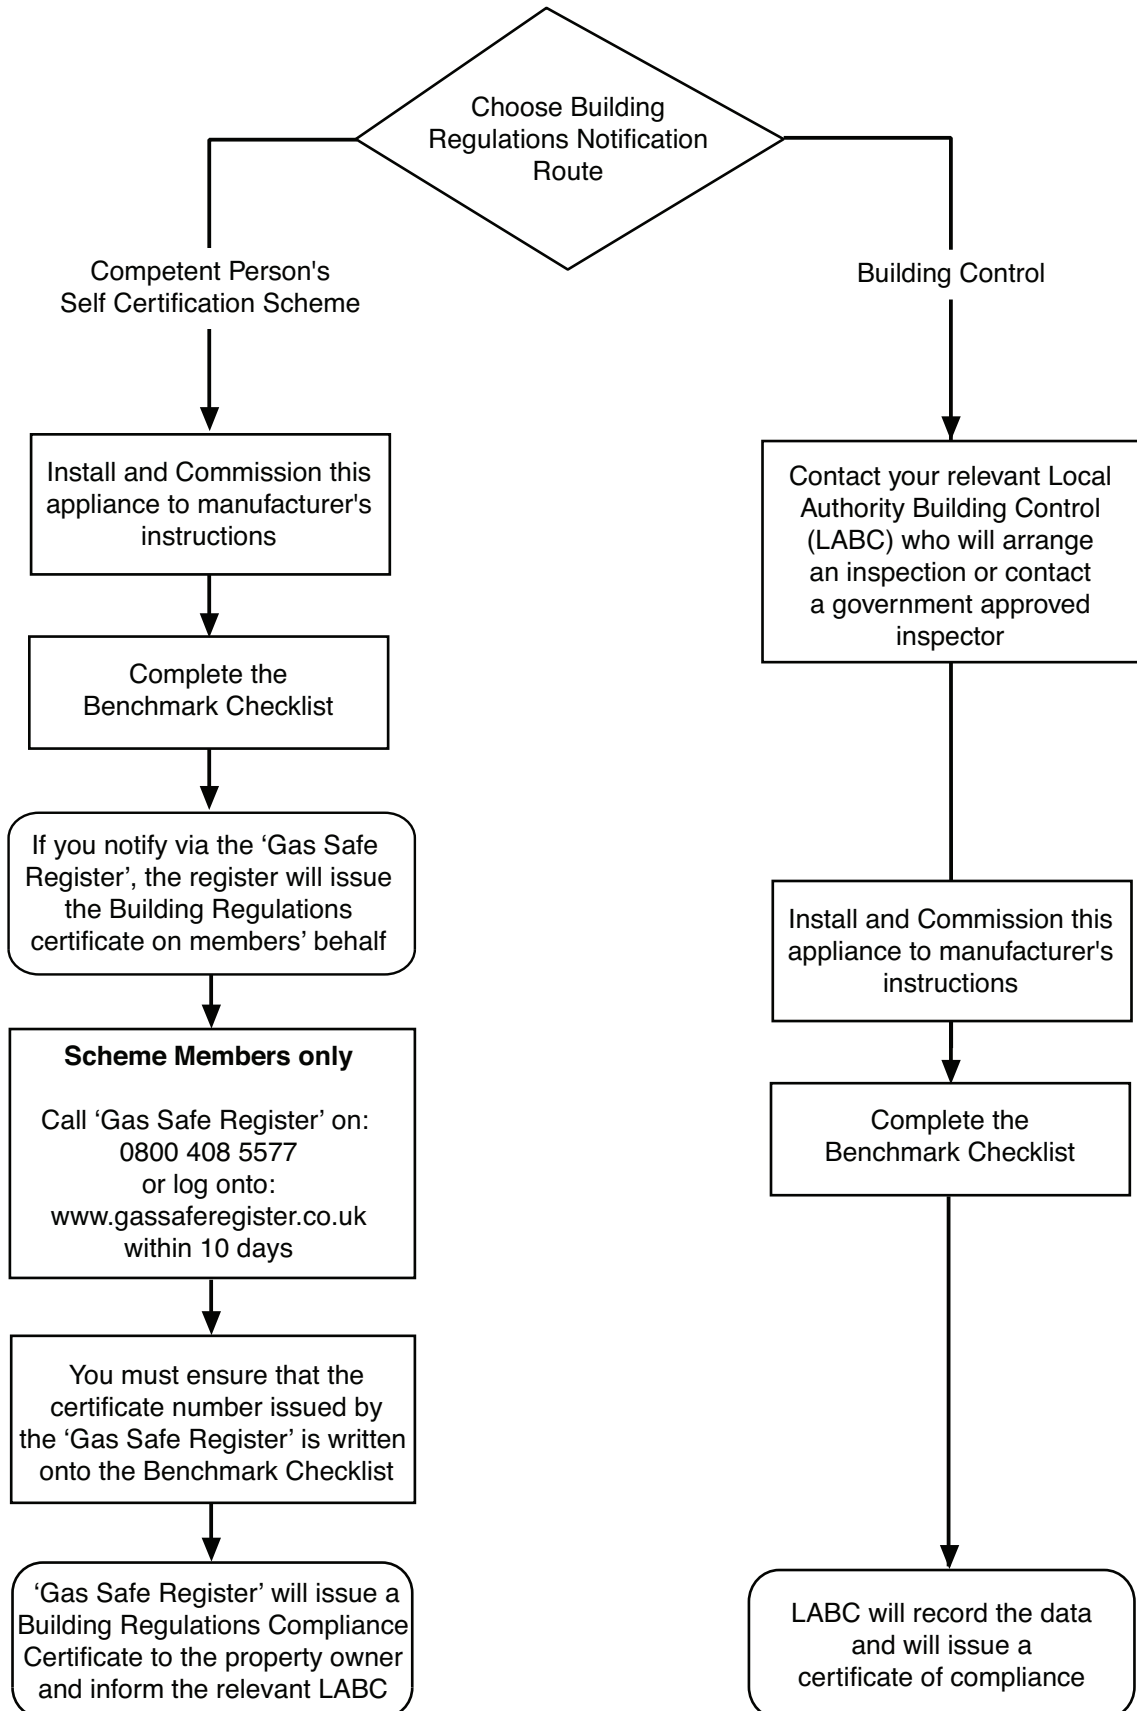 Choose Building
Regulations Notification
Route
Competent Person's
Self Certification Scheme
Building Control
Install and Commission this
appliance to manufacturer's
instructions
Contact your relevant Local
Authority Building Control
(LABC) who will arrange
an inspection or contact
a government approved
inspector
Complete the
Benchmark Checklist
If you notify via the ‘Gas Safe
Register’, the register will issue
the Building Regulations
certificate on members’ behalf
Install and Commission this
appliance to manufacturer's
instructions
Scheme Members only
Call ‘Gas Safe Register’ on:
0800 408 5577
or log onto:
www.gassaferegister.co.uk
within 10 days
Complete the
Benchmark Checklist
You must ensure that the
certificate number issued by
the ‘Gas Safe Register’ is written
onto the Benchmark Checklist
‘Gas Safe Register’ will issue a
Building Regulations Compliance
Certificate to the property owner
and inform the relevant LABC
LABC will record the data
and will issue a
certificate of compliance